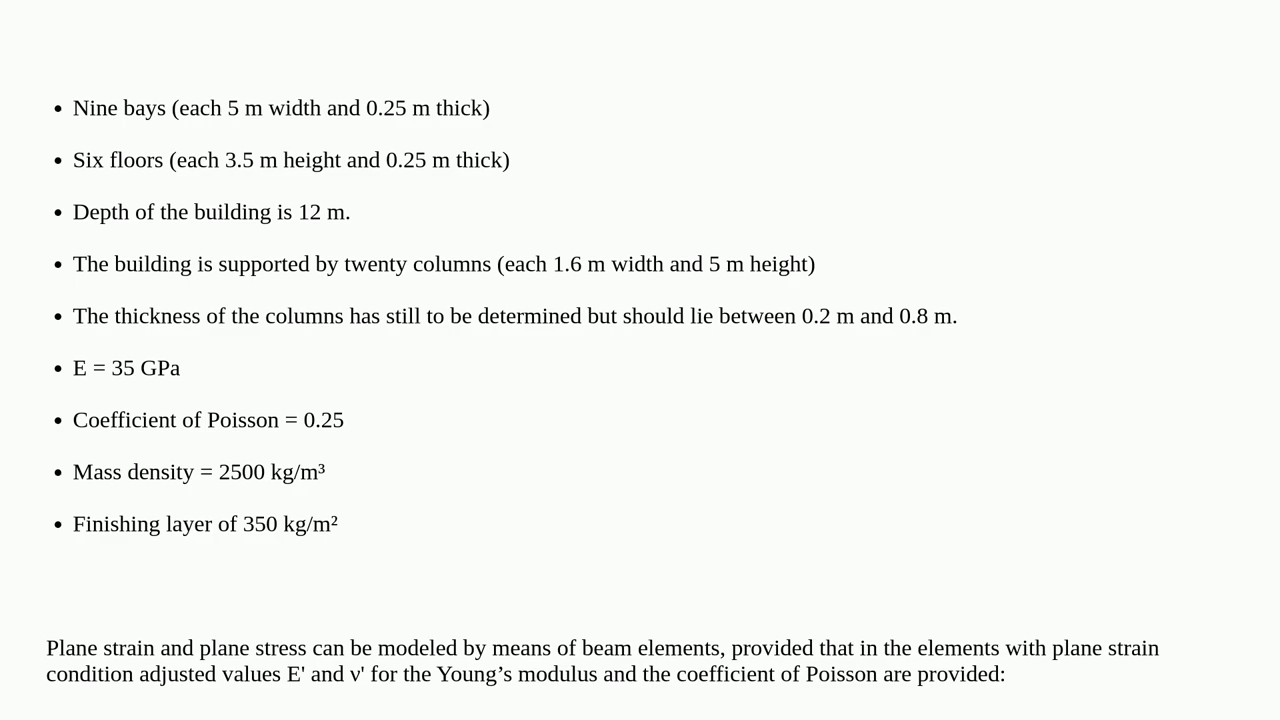 • Nine bays (each 5 m width and 0.25 m thick)
• Six floors (each 3.5 m height and 0.25 m thick)
• Depth of the building is 12 m.
• The building is supported by twenty columns (each 1.6 m width and 5 m height)
• The thickness of the columns has still to be determined but should lie between 0.2 m and 0.8 m.
• E = 35 GPa
• Coefficient of Poisson = 0.25
• Mass density = 2500 kg/m³
• Finishing layer of 350 kg/m²
Plane strain and plane stress can be modeled by means of beam elements, provided that in the elements with plane strain
condition adjusted values E' and ν' for the Young’s modulus and the coefficient of Poisson are provided: